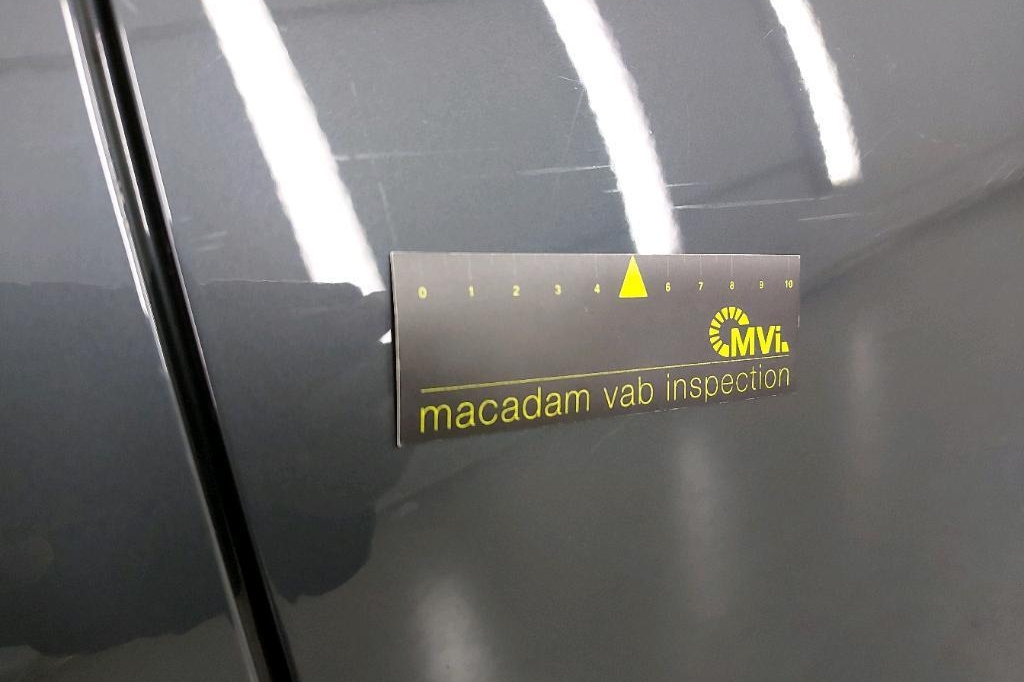 0 1 2 3 4 6 7 8 9 10
MVi
macadam vab inspection